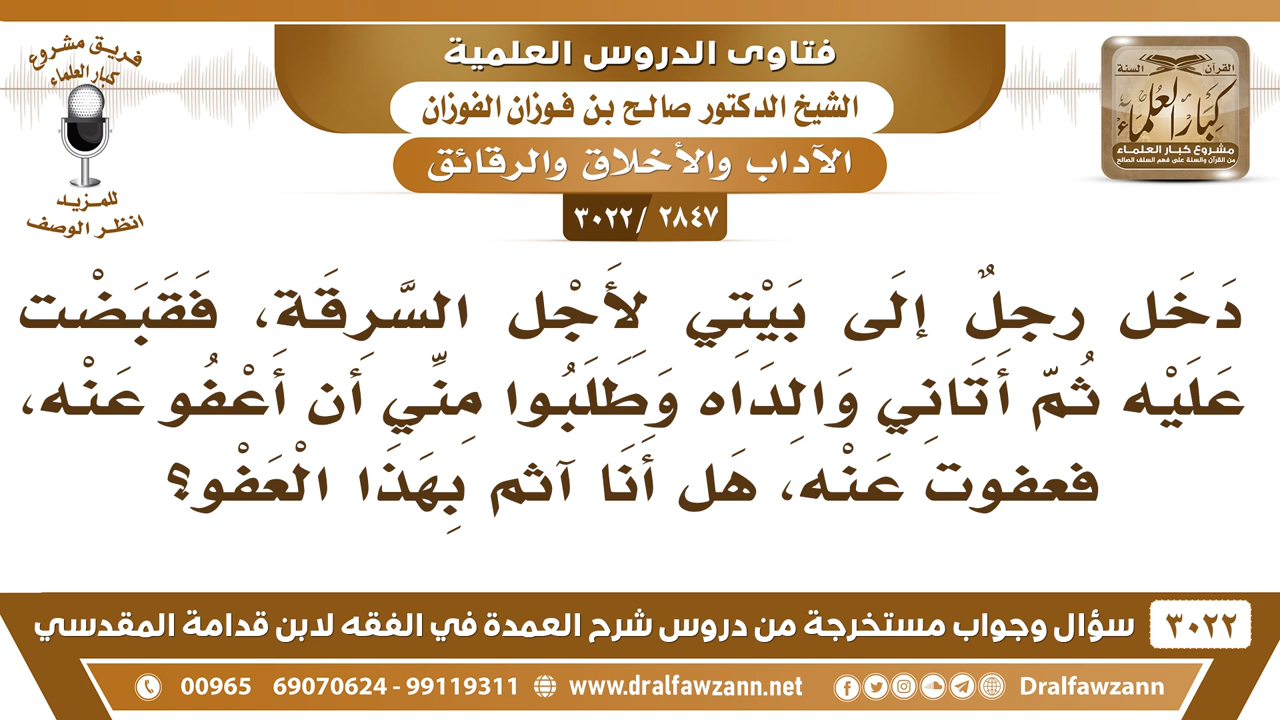 فتاوى الدروس العلمية
الشيخ الدكتور صالح بن فوزان الفوزان
الآداب والأخلاق والرقائق
٢٨٤٧ / ٣٠٢٢
فريق مشروع
كبار العلماء
للمزيد
انظر الوصف
القرآن السنة
كبار العلماء
مشروع كبار العلماء
من القرآن والسنة على فهم السلف الصالح
دَخَل رجلٌ إلَى بَيْتي لأَجْل السَّرقَة، فَقَبَضْت
عَلَيْه ثُمّ أَتَانِي وَالدَاه وَطَلَبُوا مِنِّي أَن أَعْفُو عَنْه،
فعفوت عَنْه، هَل أَنَا آثم بِهَذَا الْعَفْو؟
٣٠٢٢ سؤال وجواب مستخرجة من دروس شرح العمدة في الفقه لابن قدامة المقدسي
00965 69070624 - 99119311 www.dralfawzann.net Dralfawzann